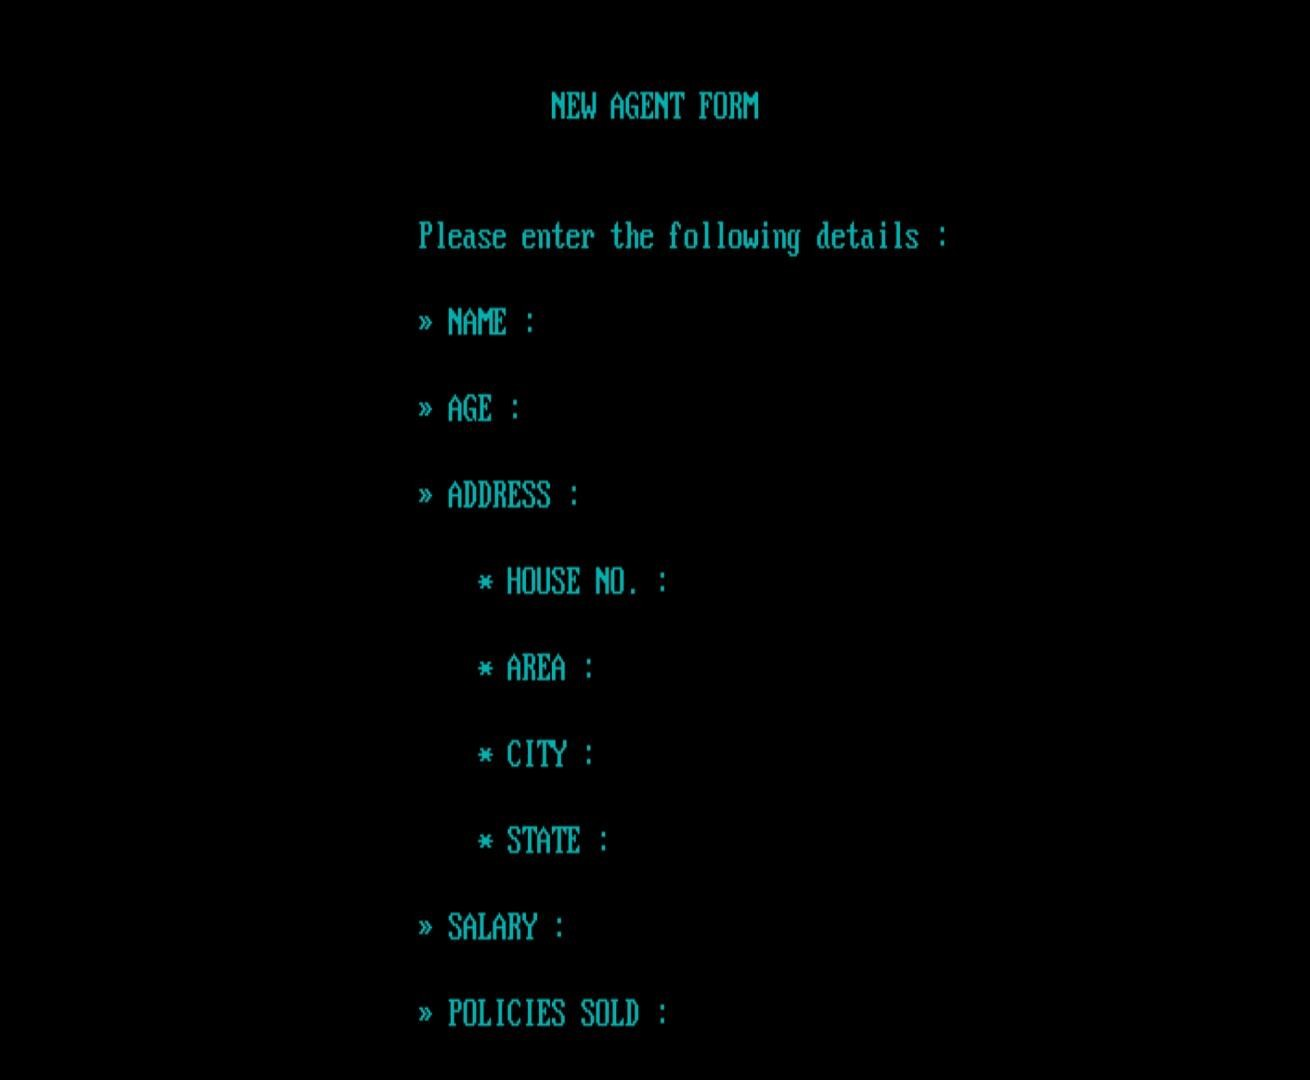 NEW AGENT FORM
Please enter the following details :
» NAME :
» AGE :
» ADDRESS :
* HOUSE NO. :
* AREA :
* CITY :
* STATE :
» SALARY :
» POLICIES SOLD :